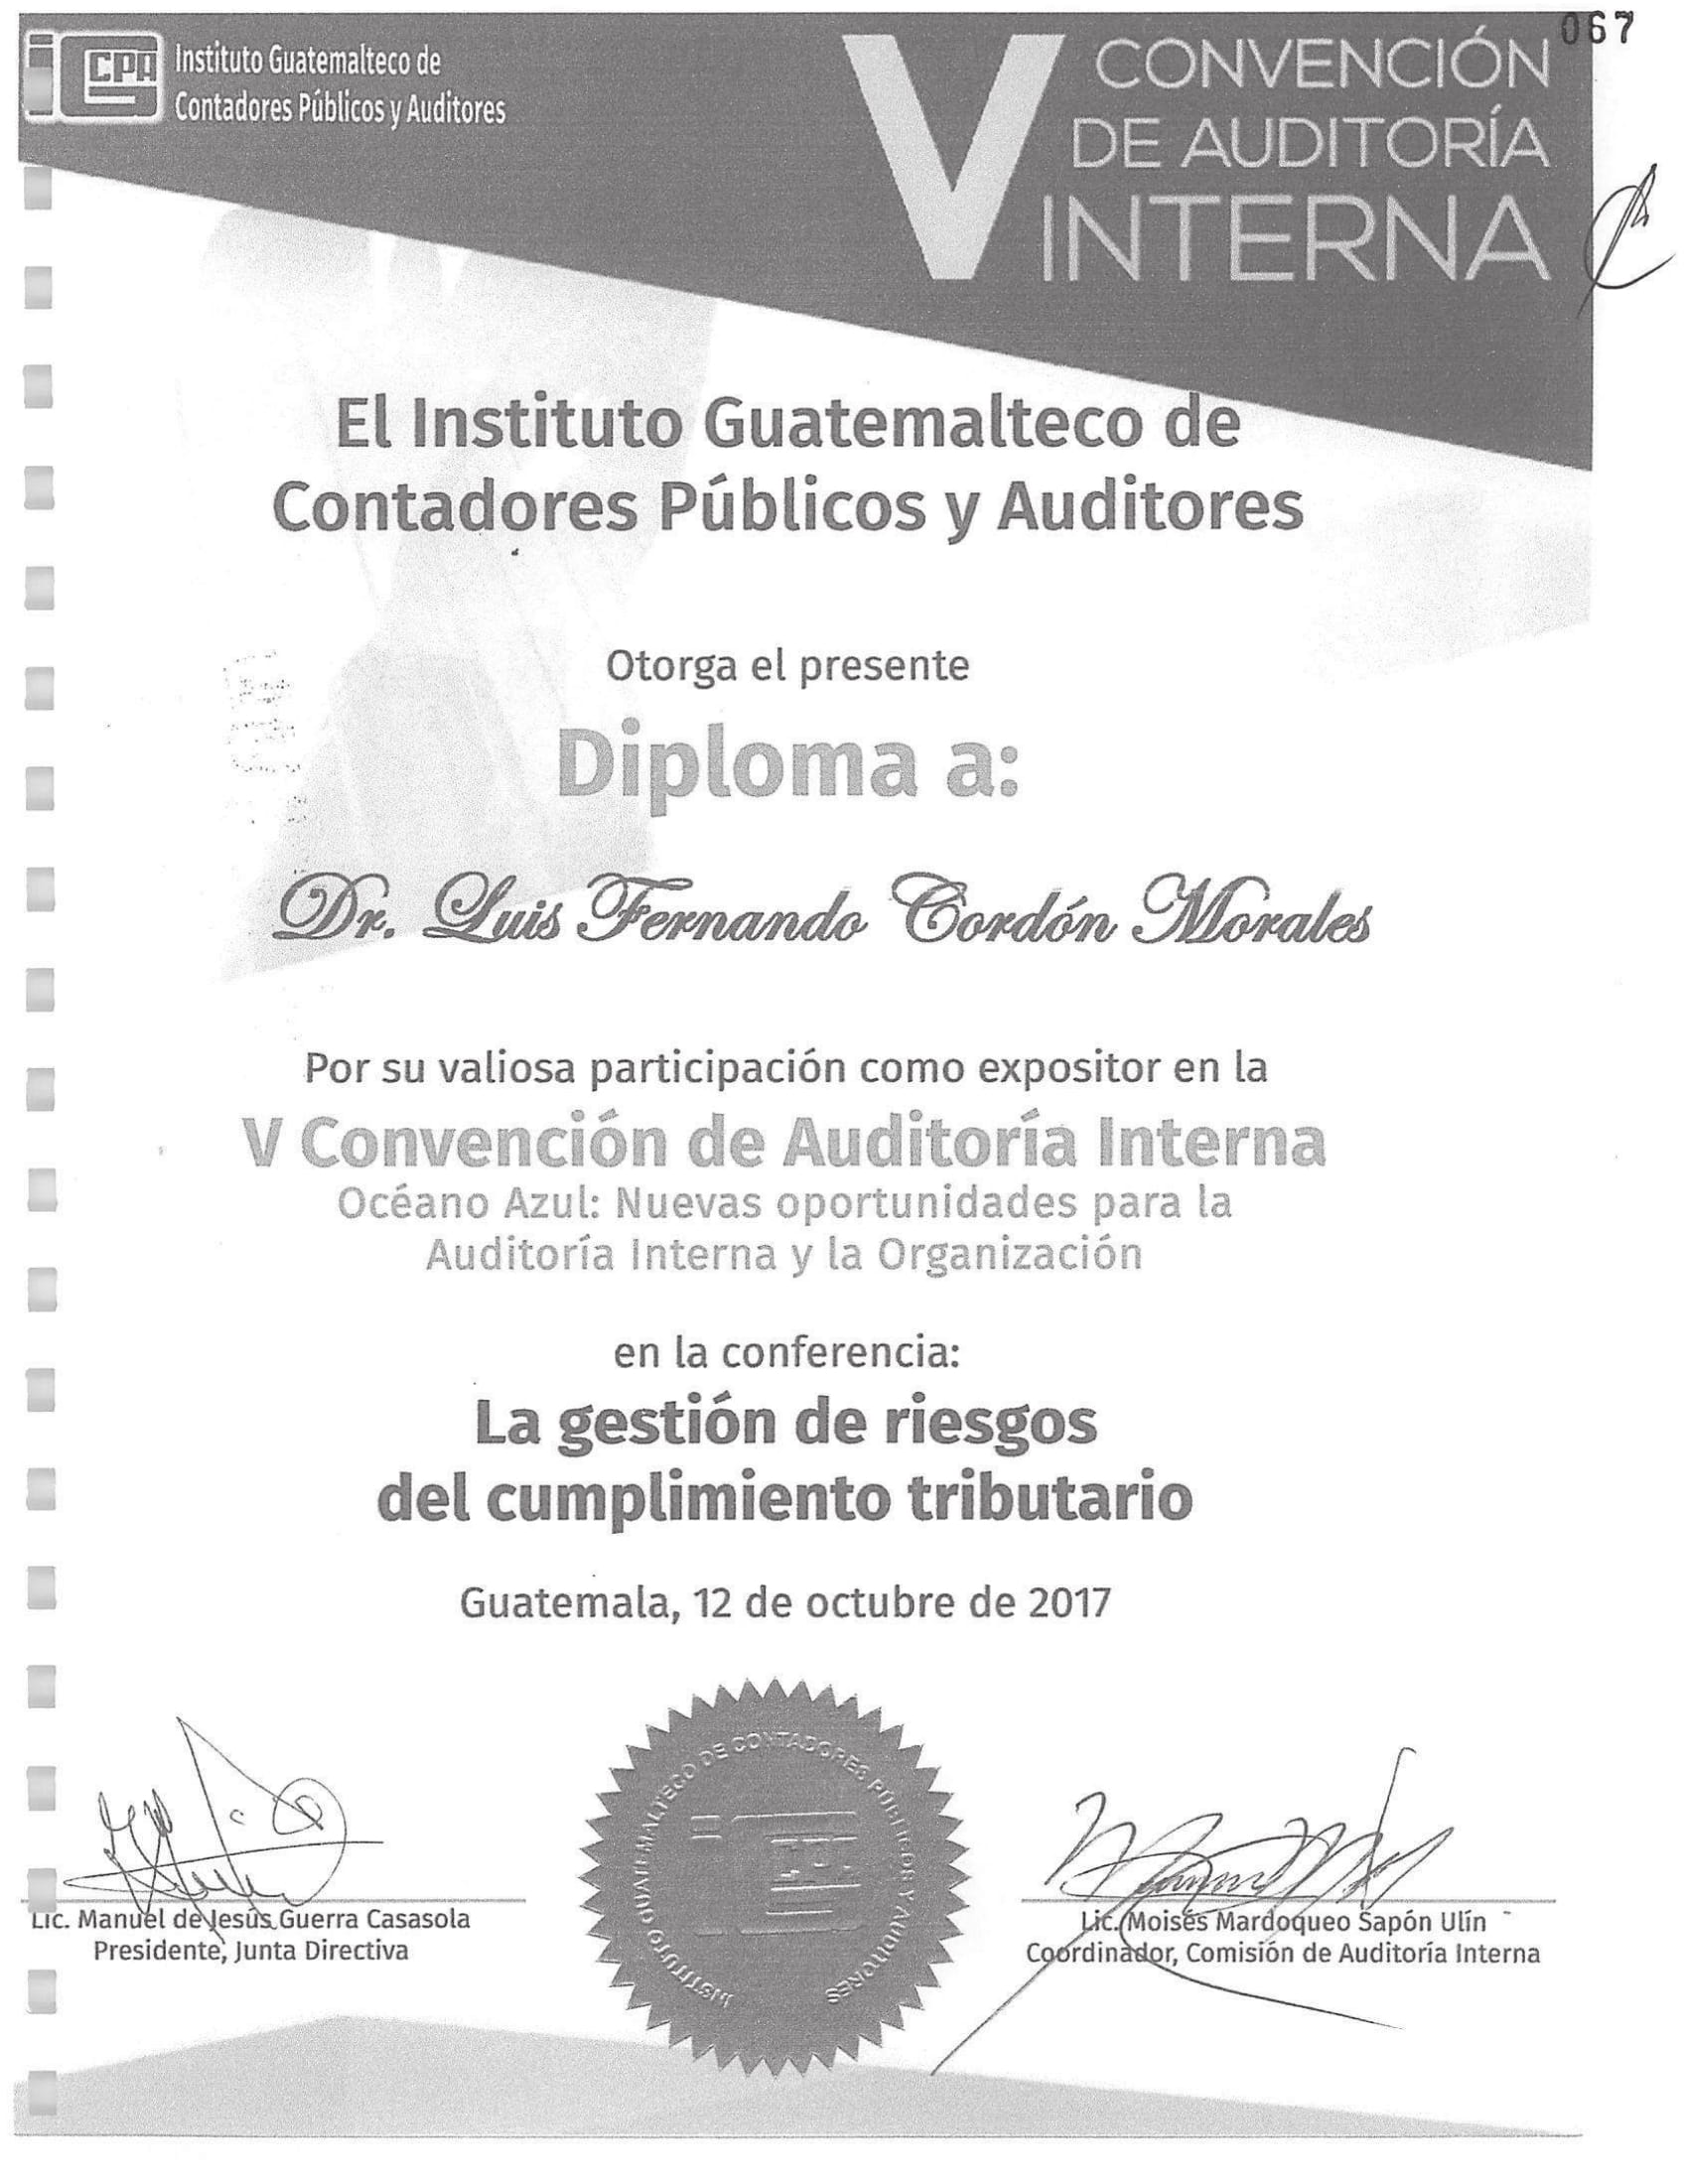 067
CPA
Instituto Guatemalteco de
Contadores Públicos y Auditores
V CONVENCIÓN
DE AUDITORÍA
INTERNA
El Instituto Guatemalteco de
Contadores Públicos y Auditores
Otorga el presente
Diploma a:
Dr. Luis Fernando Cordón Morales
Por su valiosa participación como expositor en la
V Convención de Auditoría Interna
Océano Azul: Nuevas oportunidades para la
Auditoría Interna y la Organización
en la conferencia:
La gestión de riesgos
del cumplimiento tributario
Guatemala, 12 de octubre de 2017
INSTITUTO GUATEMALTECO DE CONTADORES PÚBLICOS Y AUDITORES
Lic. Manuel de Jesús Guerra Casasola
Presidente, Junta Directiva
Lic. Moisés Mardoqueo Sapón Ulín
Coordinador, Comisión de Auditoría Interna